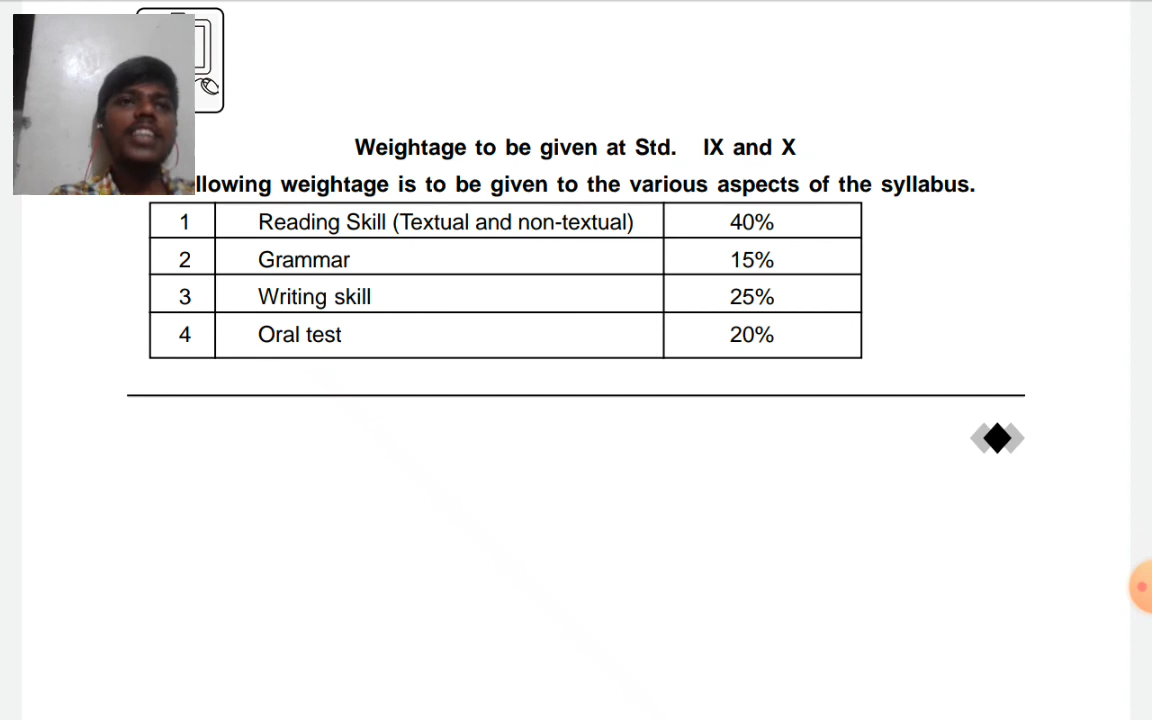 Weightage to be given at Std. IX and X
llowing weightage is to be given to the various aspects of the syllabus.
1 Reading Skill (Textual and non-textual) 40%
2 Grammar 15%
3 Writing skill 25%
4 Oral test 20%